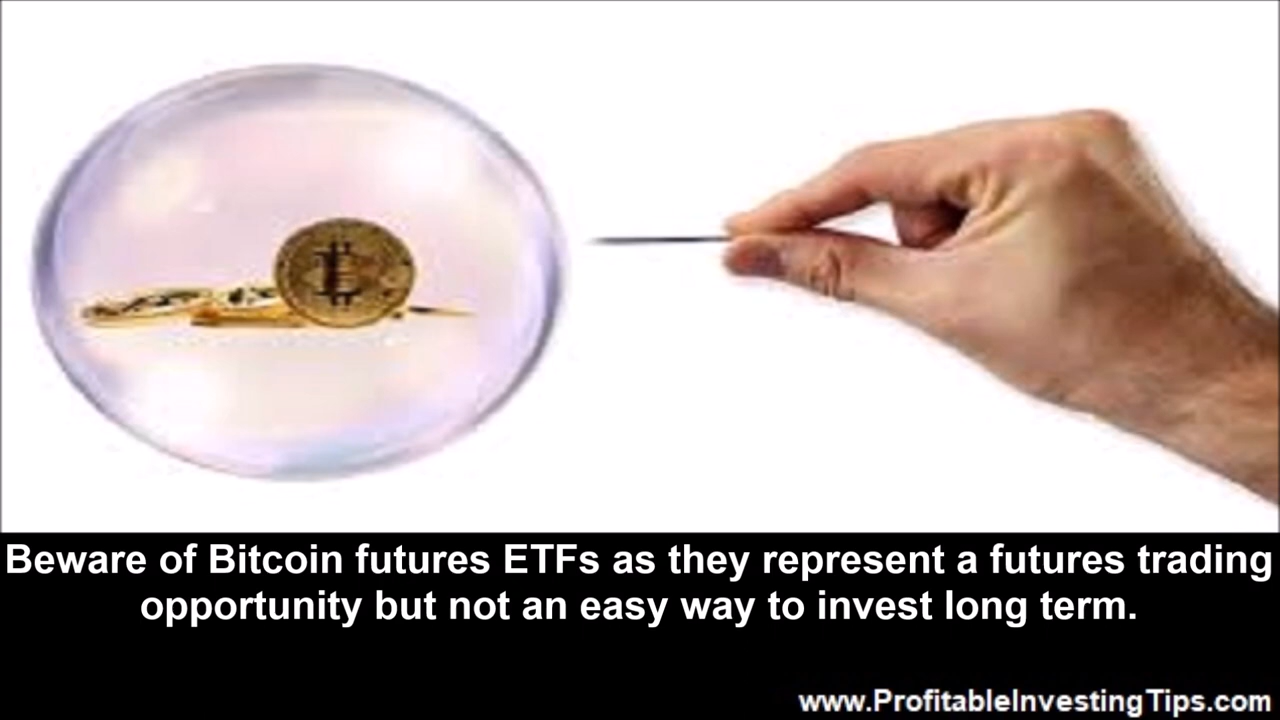 Beware of Bitcoin futures ETFs as they represent a futures trading
opportunity but not an easy way to invest long term.
www.ProfitableInvestingTips.com